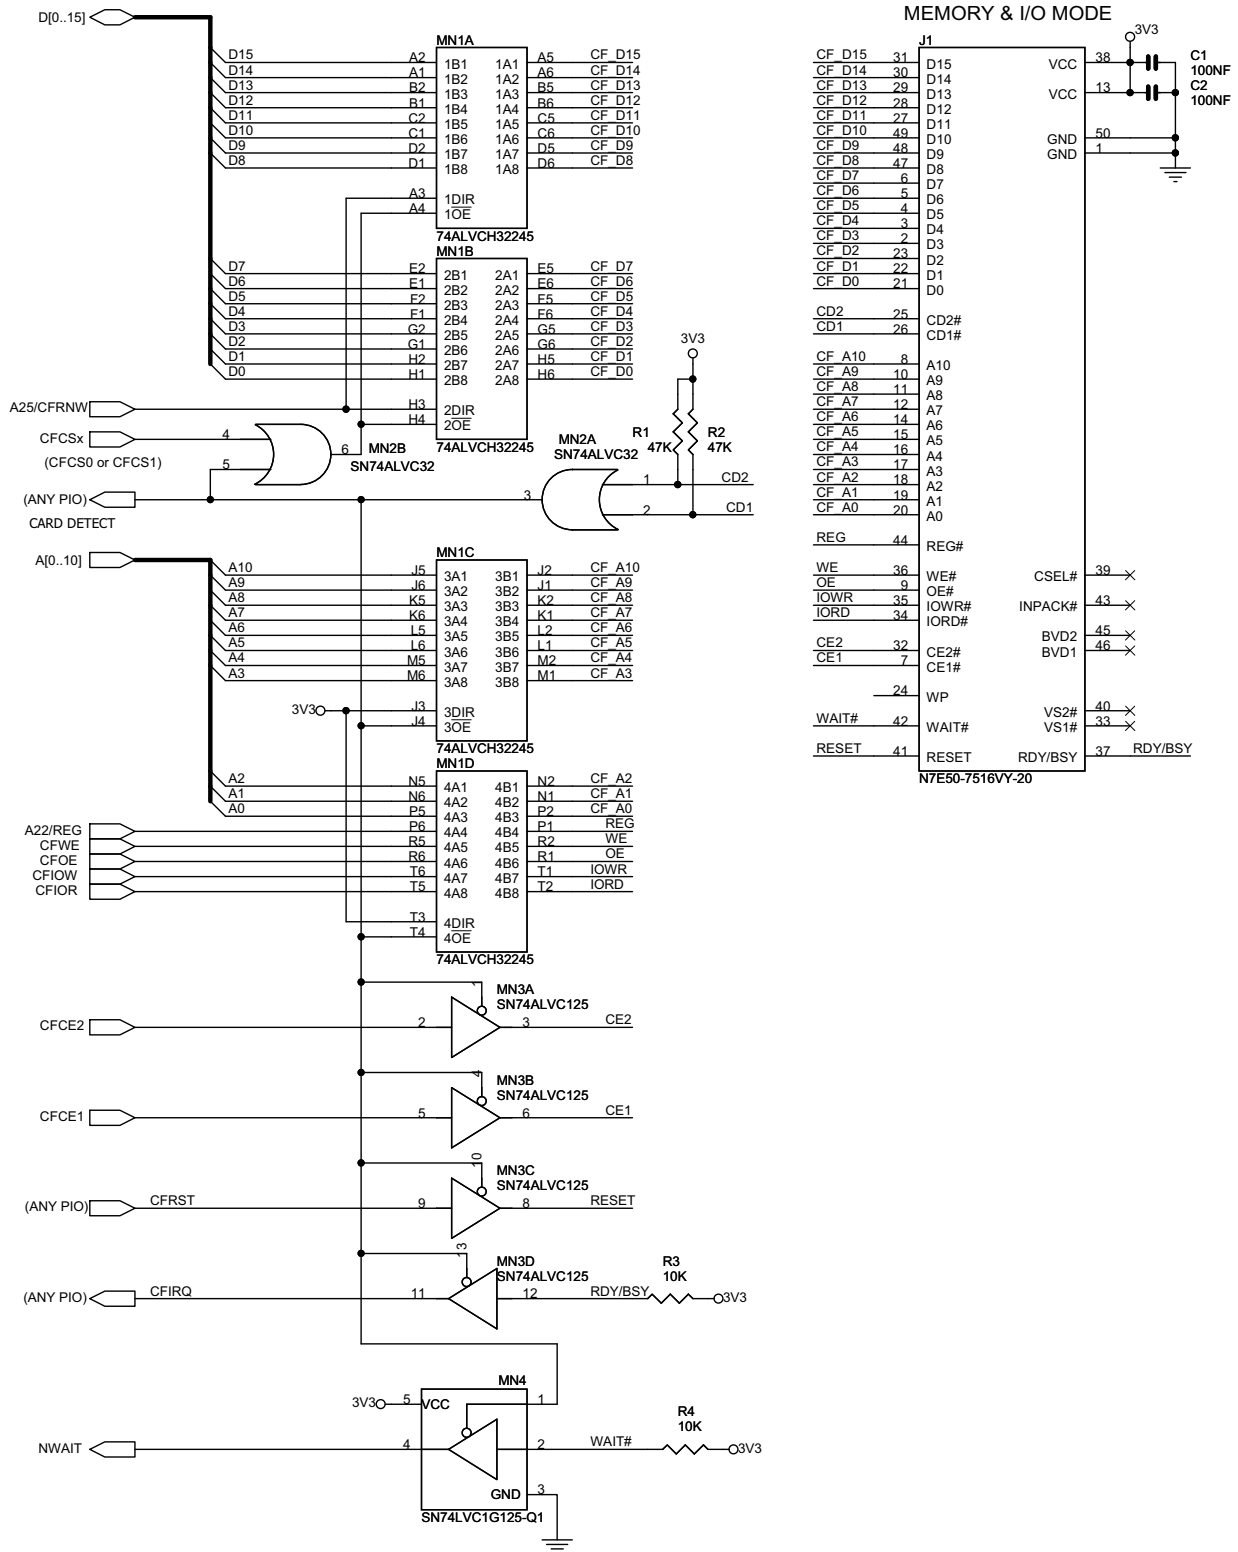 MEMORY & I/O MODE
D[0..15]
D15
D14
D13
D12
D11
D10
D9
D8
A2
A1
B2
B1
C2
C1
D2
D1
A3
A4
MN1A
1B1 1A1
1B2 1A2
1B3 1A3
1B4 1A4
1B5 1A5
1B6 1A6
1B7 1A7
1B8 1A8
1DIR
1OE
74ALVCH32245
A5 CF_D15
A6 CF_D14
B5 CF_D13
B6 CF_D12
C5 CF_D11
C6 CF_D10
D5 CF_D9
D6 CF_D8
D7
D6
D5
D4
D3
D2
D1
D0
E2
E1
F2
F1
G2
G1
H2
H1
H3
H4
MN1B
2B1 2A1
2B2 2A2
2B3 2A3
2B4 2A4
2B5 2A5
2B6 2A6
2B7 2A7
2B8 2A8
2DIR
2OE
74ALVCH32245
E5 CF_D7
E6 CF_D6
F5 CF_D5
F6 CF_D4
G5 CF_D3
G6 CF_D2
H5 CF_D1
H6 CF_D0
A25/CFRNW
CFCSx
(CFCS0 or CFCS1)
4
5
6
MN2B
SN74ALVC32
(ANY PIO)
CARD DETECT
3
MN2A
SN74ALVC32
1
2
CD2
CD1
3V3
R1
47K
R2
47K
A[0..10]
A10
A9
A8
A7
A6
A5
A4
A3
J5
J6
K5
K6
L5
L6
M5
M6
3V3
J3
J4
MN1C
3A1 3B1
3A2 3B2
3A3 3B3
3A4 3B4
3A5 3B5
3A6 3B6
3A7 3B7
3A8 3B8
3DIR
3OE
74ALVCH32245
J2 CF_A10
J1 CF_A9
K2 CF_A8
K1 CF_A7
L2 CF_A6
L1 CF_A5
M2 CF_A4
M1 CF_A3
A2
A1
A0
A22/REG
CFWE
CFOE
CFIOW
CFIOR
N5
N6
P5
P6
R5
R6
T6
T5
T3
T4
MN1D
4A1 4B1
4A2 4B2
4A3 4B3
4A4 4B4
4A5 4B5
4A6 4B6
4A7 4B7
4A8 4B8
4DIR
4OE
74ALVCH32245
N2 CF_A2
N1 CF_A1
P2 CF_A0
P1 REG
R2 WE
R1 OE
T1 IOWR
T2 IORD
CFCE2
2
1
MN3A
SN74ALVC125
3
CE2
CFCE1
5
4
MN3B
SN74ALVC125
6
CE1
(ANY PIO)
CFRST
9
10
MN3C
SN74ALVC125
8
RESET
(ANY PIO)
CFIRQ
11
13
MN3D
SN74ALVC125
12
RDY/BSY
R3
10K
3V3
MN4
3V3
5
VCC
1
NWAIT
4
2
WAIT#
R4
10K
3V3
GND
3
SN74LVC1G125-Q1
J1
CF_D15 31 D15
CF_D14 30 D14
CF_D13 29 D13
CF_D12 28 D12
CF_D11 27 D11
CF_D10 49 D10
CF_D9 48 D9
CF_D8 47 D8
CF_D7 6 D7
CF_D6 5 D6
CF_D5 4 D5
CF_D4 3 D4
CF_D3 2 D3
CF_D2 23 D2
CF_D1 22 D1
CF_D0 21 D0
CD2 25 CD2#
CD1 26 CD1#
CF_A10 8 A10
CF_A9 10 A9
CF_A8 11 A8
CF_A7 12 A7
CF_A6 14 A6
CF_A5 15 A5
CF_A4 16 A4
CF_A3 17 A3
CF_A2 18 A2
CF_A1 19 A1
CF_A0 20 A0
REG 44 REG#
WE 36 WE#
OE 9 OE#
IOWR 35 IOWR#
IORD 34 IORD#
CE2 32 CE2#
CE1 7 CE1#
24 WP
WAIT# 42 WAIT#
RESET 41 RESET
VCC 38
VCC 13
GND 50
GND 1
3V3
C1
100NF
C2
100NF
CSEL# 39
INPACK# 43
BVD2 45
BVD1 46
VS2# 40
VS1# 33
RDY/BSY 37 RDY/BSY
N7E50-7516VY-20